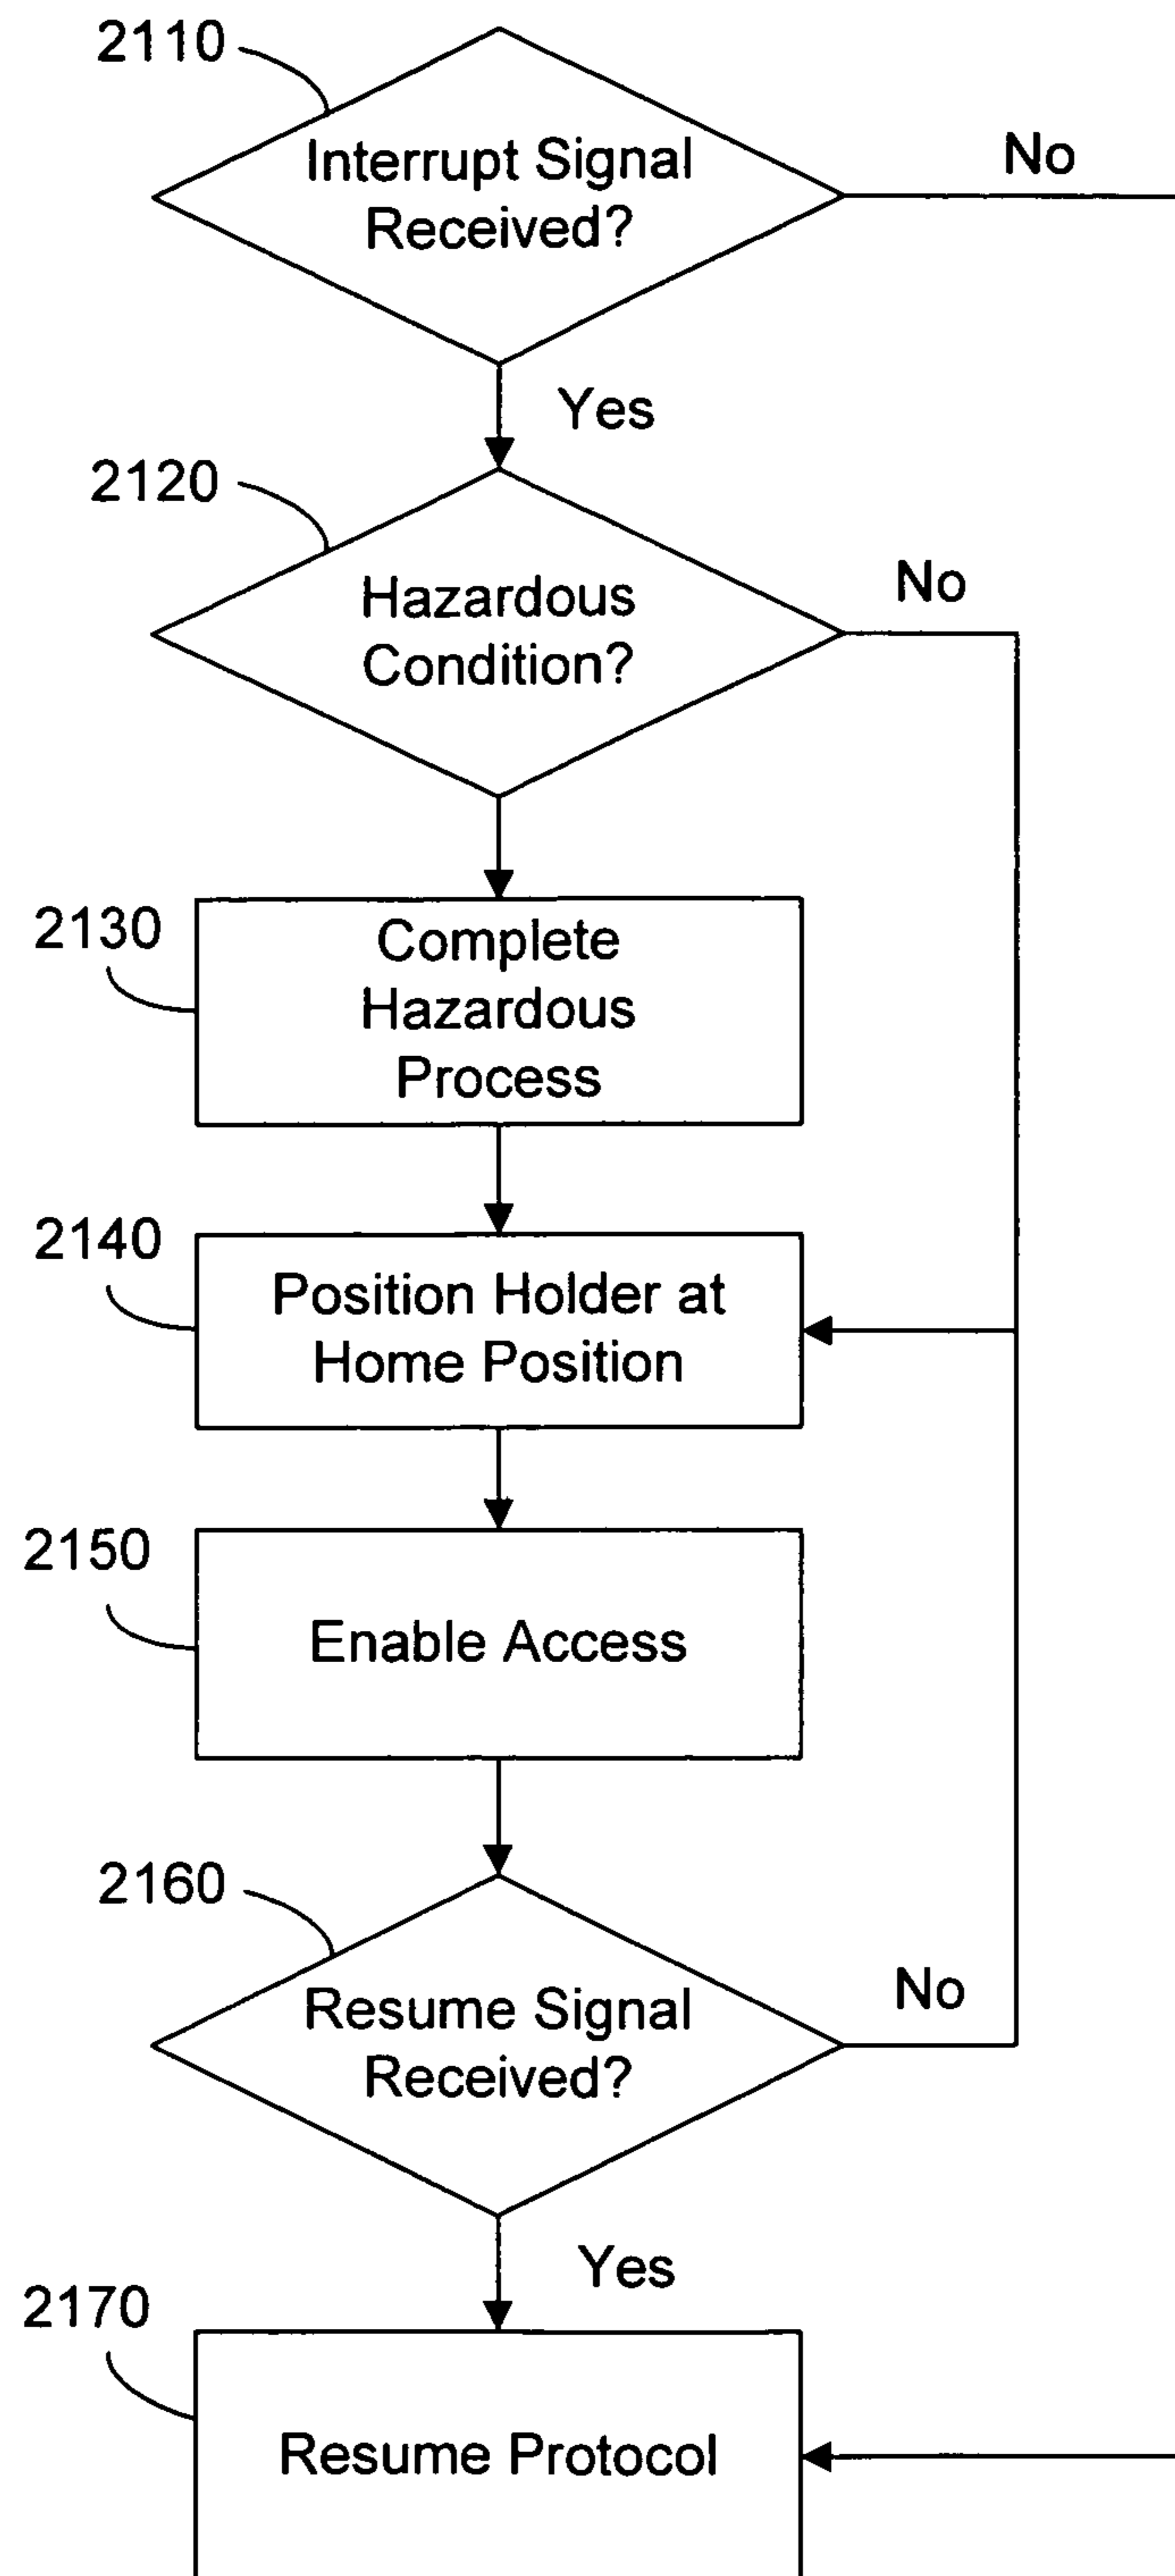 2110
Interrupt Signal
Received?
No
Yes
2120
Hazardous
Condition?
No
2130
Complete
Hazardous
Process
2140
Position Holder at
Home Position
2150
Enable Access
2160
Resume Signal
Received?
No
Yes
2170
Resume Protocol